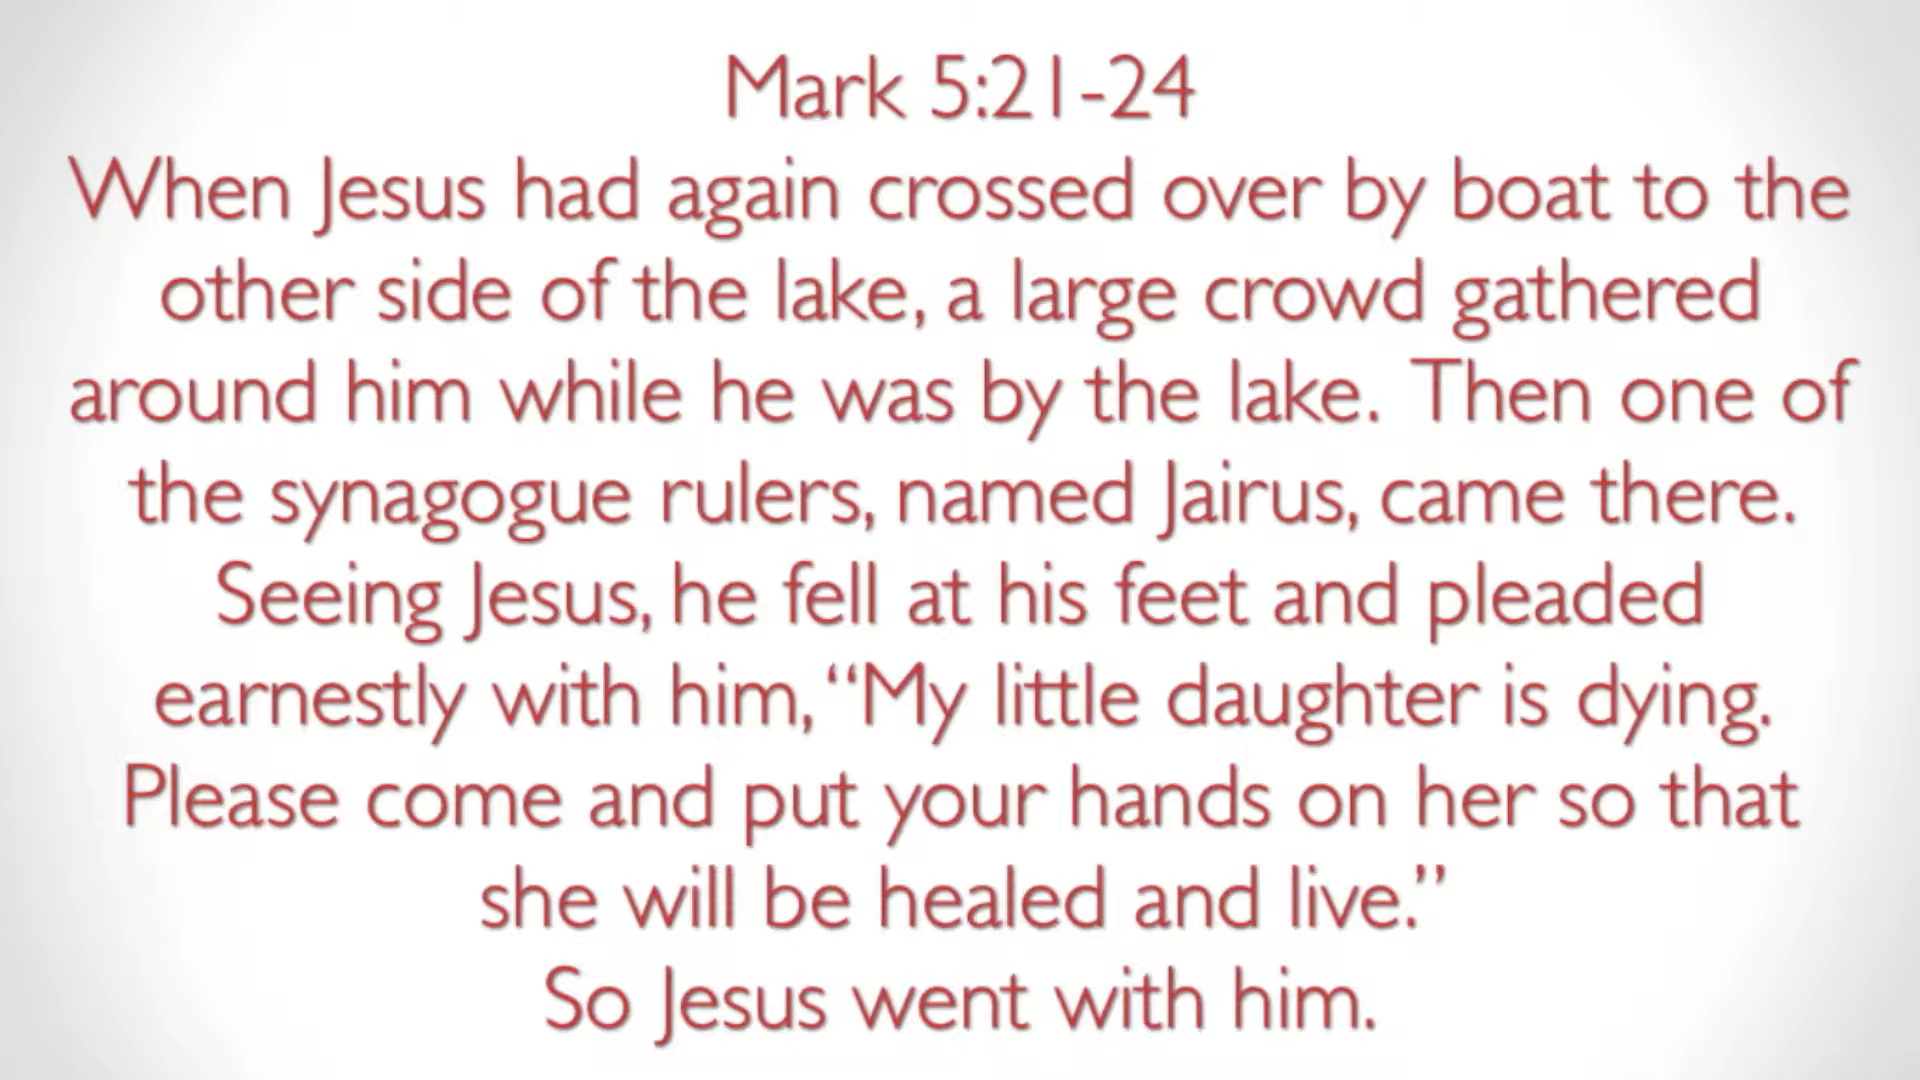 Mark 5:21-24
When Jesus had again crossed over by boat to the
other side of the lake, a large crowd gathered
around him while he was by the lake. Then one of
the synagogue rulers, named Jairus, came there.
Seeing Jesus, he fell at his feet and pleaded
earnestly with him, “My little daughter is dying.
Please come and put your hands on her so that
she will be healed and live.”
So Jesus went with him.